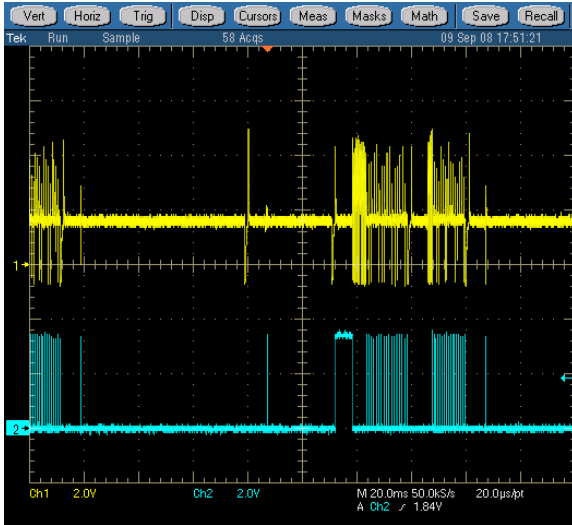 Vert Horiz Trig Disp Cursors Meas Masks Math Save Recall
Tek Run Sample 58 Acqs 09 Sep 08 17:51:21
1
2
Ch1 2.0V Ch2 2.0V M 20.0ms 50.0kS/s 20.0µs/pt
A Ch2 ∕ 1.84V